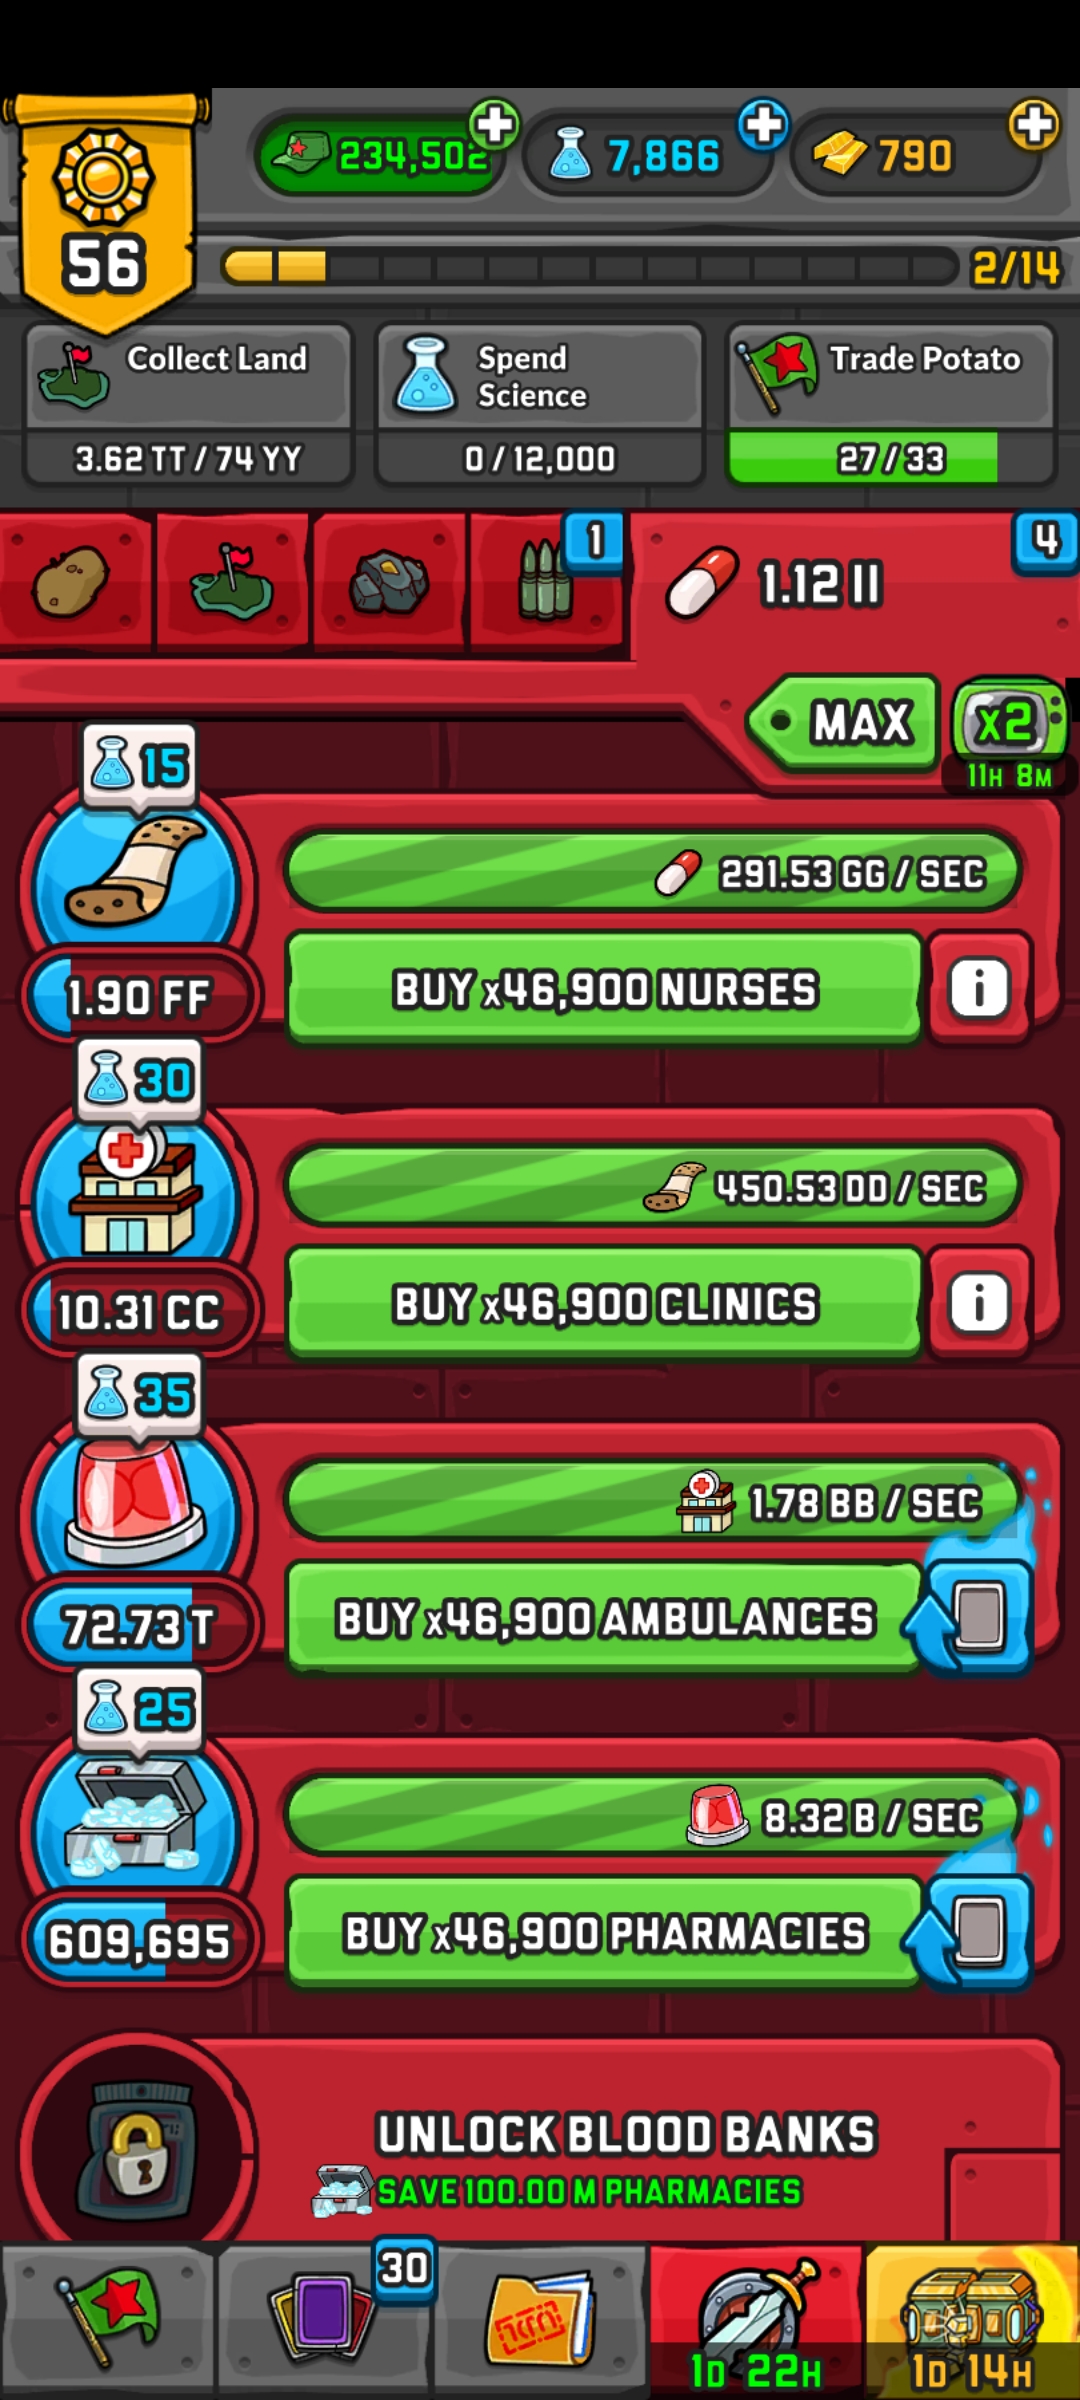 234,502
7,866
790
56
2/14
Collect Land
3.62 TT / 74 YY
Spend
Science
0 / 12,000
Trade Potato
27 / 33
1
1.12 II
4
MAX
x2
11H 8M
15
291.53 GG / SEC
1.90 FF
BUY x46,900 NURSES
i
30
450.53 DD / SEC
10.31 CC
BUY x46,900 CLINICS
i
35
1.78 BB / SEC
72.73 T
BUY x46,900 AMBULANCES
25
8.32 B / SEC
609,695
BUY x46,900 PHARMACIES
UNLOCK BLOOD BANKS
SAVE 100.00 M PHARMACIES
30
1D 22H
1D 14H